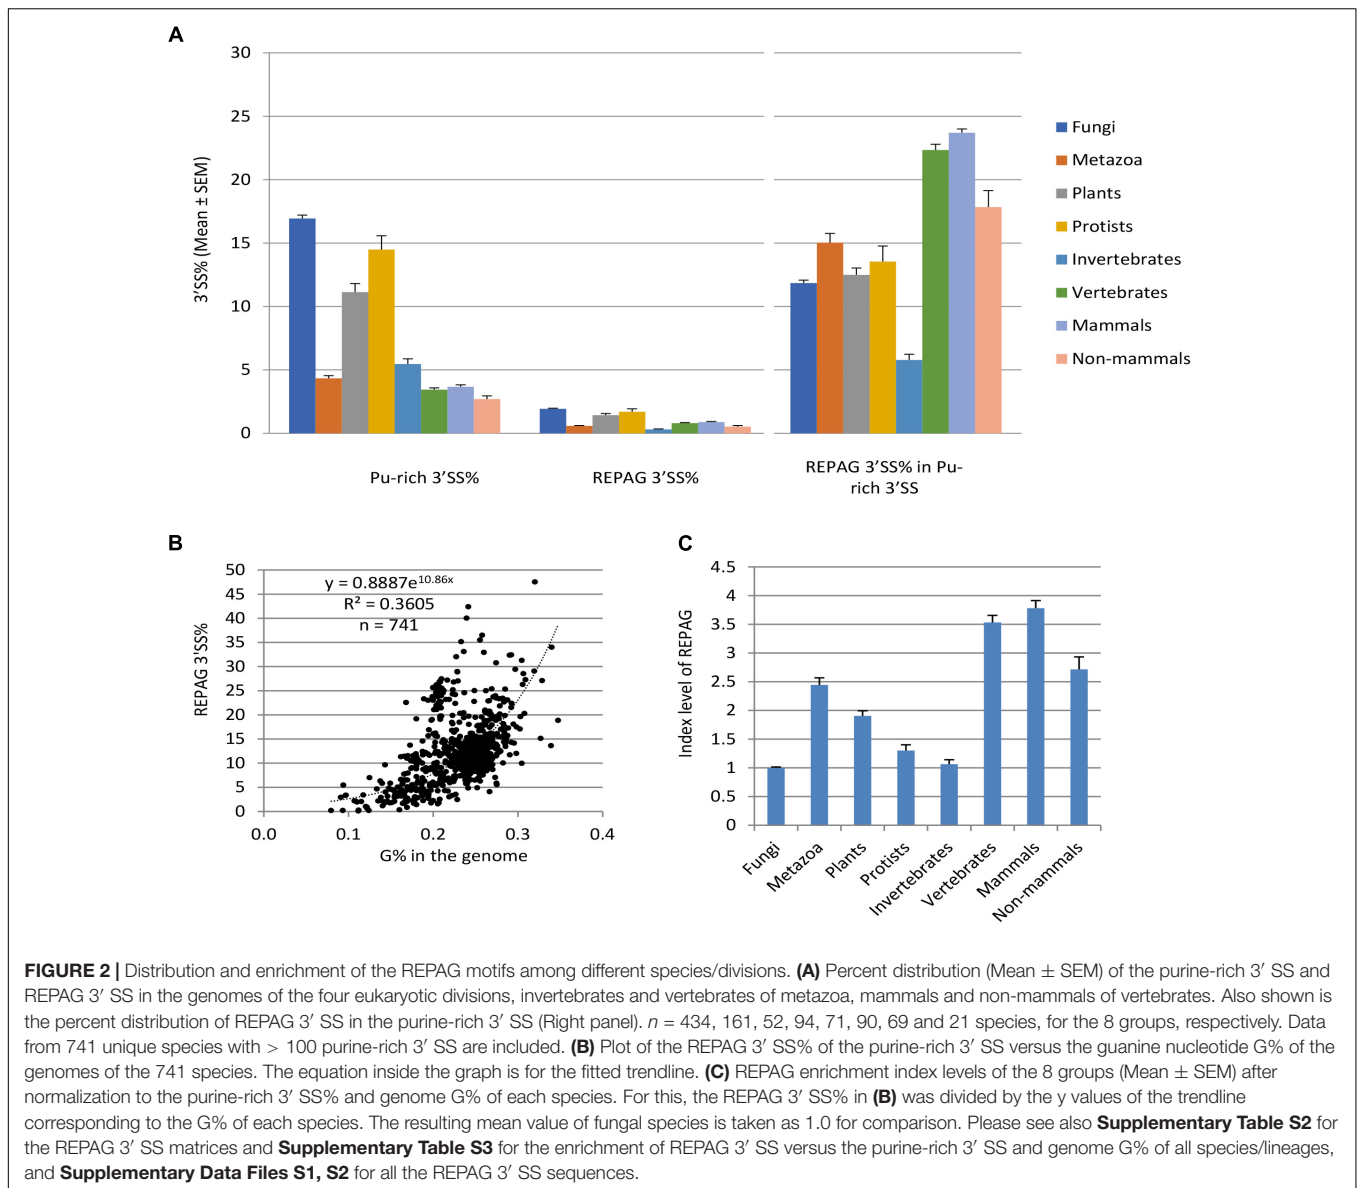 A
30
25
20
15
10
5
0
3′SS% (Mean ± SEM)
Pu-rich 3′SS%
REPAG 3′SS%
REPAG 3′SS% in Pu-
rich 3′SS
Fungi
Metazoa
Plants
Protists
Invertebrates
Vertebrates
Mammals
Non-mammals
B
50
45
40
35
30
25
20
15
10
5
0
REPAG 3'SS%
y = 0.8887e^10.86x
R² = 0.3605
n = 741
0.0 0.1 0.2 0.3 0.4
G% in the genome
C
4.5
4
3.5
3
2.5
2
1.5
1
0.5
0
Index level of REPAG
Fungi
Metazoa
Plants
Protists
Invertebrates
Vertebrates
Mammals
Non-mammals
FIGURE 2 | Distribution and enrichment of the REPAG motifs among different species/divisions. (A) Percent distribution (Mean ± SEM) of the purine-rich 3′ SS and
REPAG 3′ SS in the genomes of the four eukaryotic divisions, invertebrates and vertebrates of metazoa, mammals and non-mammals of vertebrates. Also shown is
the percent distribution of REPAG 3′ SS in the purine-rich 3′ SS (Right panel). n = 434, 161, 52, 94, 71, 90, 69 and 21 species, for the 8 groups, respectively. Data
from 741 unique species with > 100 purine-rich 3′ SS are included. (B) Plot of the REPAG 3′ SS% of the purine-rich 3′ SS versus the guanine nucleotide G% of the
genomes of the 741 species. The equation inside the graph is for the fitted trendline. (C) REPAG enrichment index levels of the 8 groups (Mean ± SEM) after
normalization to the purine-rich 3′ SS% and genome G% of each species. For this, the REPAG 3′ SS% in (B) was divided by the y values of the trendline
corresponding to the G% of each species. The resulting mean value of fungal species is taken as 1.0 for comparison. Please see also Supplementary Table S2 for
the REPAG 3′ SS matrices and Supplementary Table S3 for the enrichment of REPAG 3′ SS versus the purine-rich 3′ SS and genome G% of all species/lineages,
and Supplementary Data Files S1, S2 for all the REPAG 3′ SS sequences.